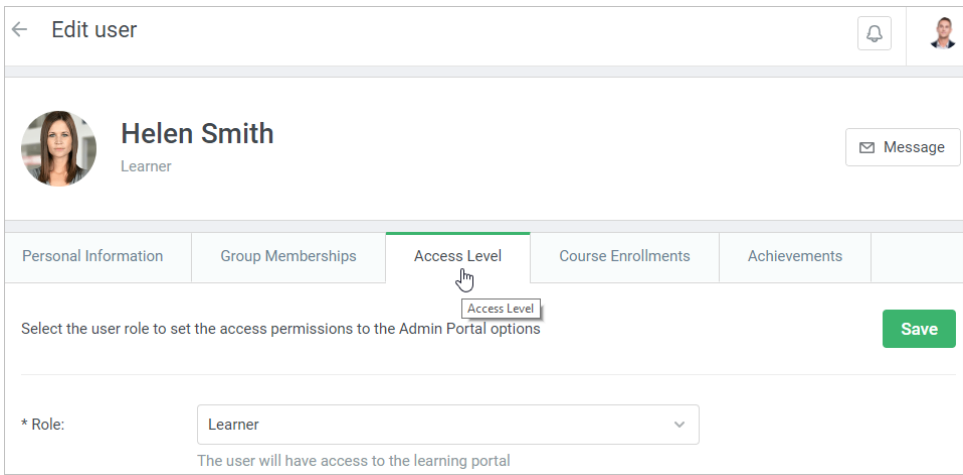 Edit user
Helen Smith
Learner
Message
Personal Information
Group Memberships
Access Level
Course Enrollments
Achievements
Access Level
Select the user role to set the access permissions to the Admin Portal options
Save
* Role:
Learner
The user will have access to the learning portal